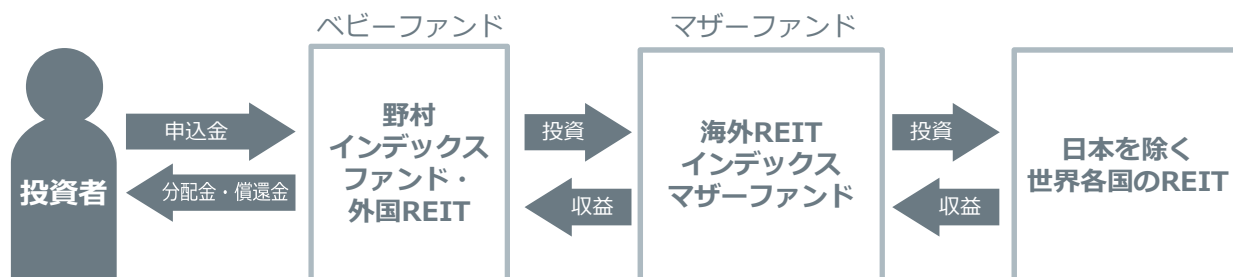 ベビーファンド
マザーファンド
投資者
申込金
分配金・償還金
野村
インデックス
ファンド・
外国REIT
投資
収益
海外REIT
インデックス
マザーファンド
投資
収益
日本を除く
世界各国のREIT